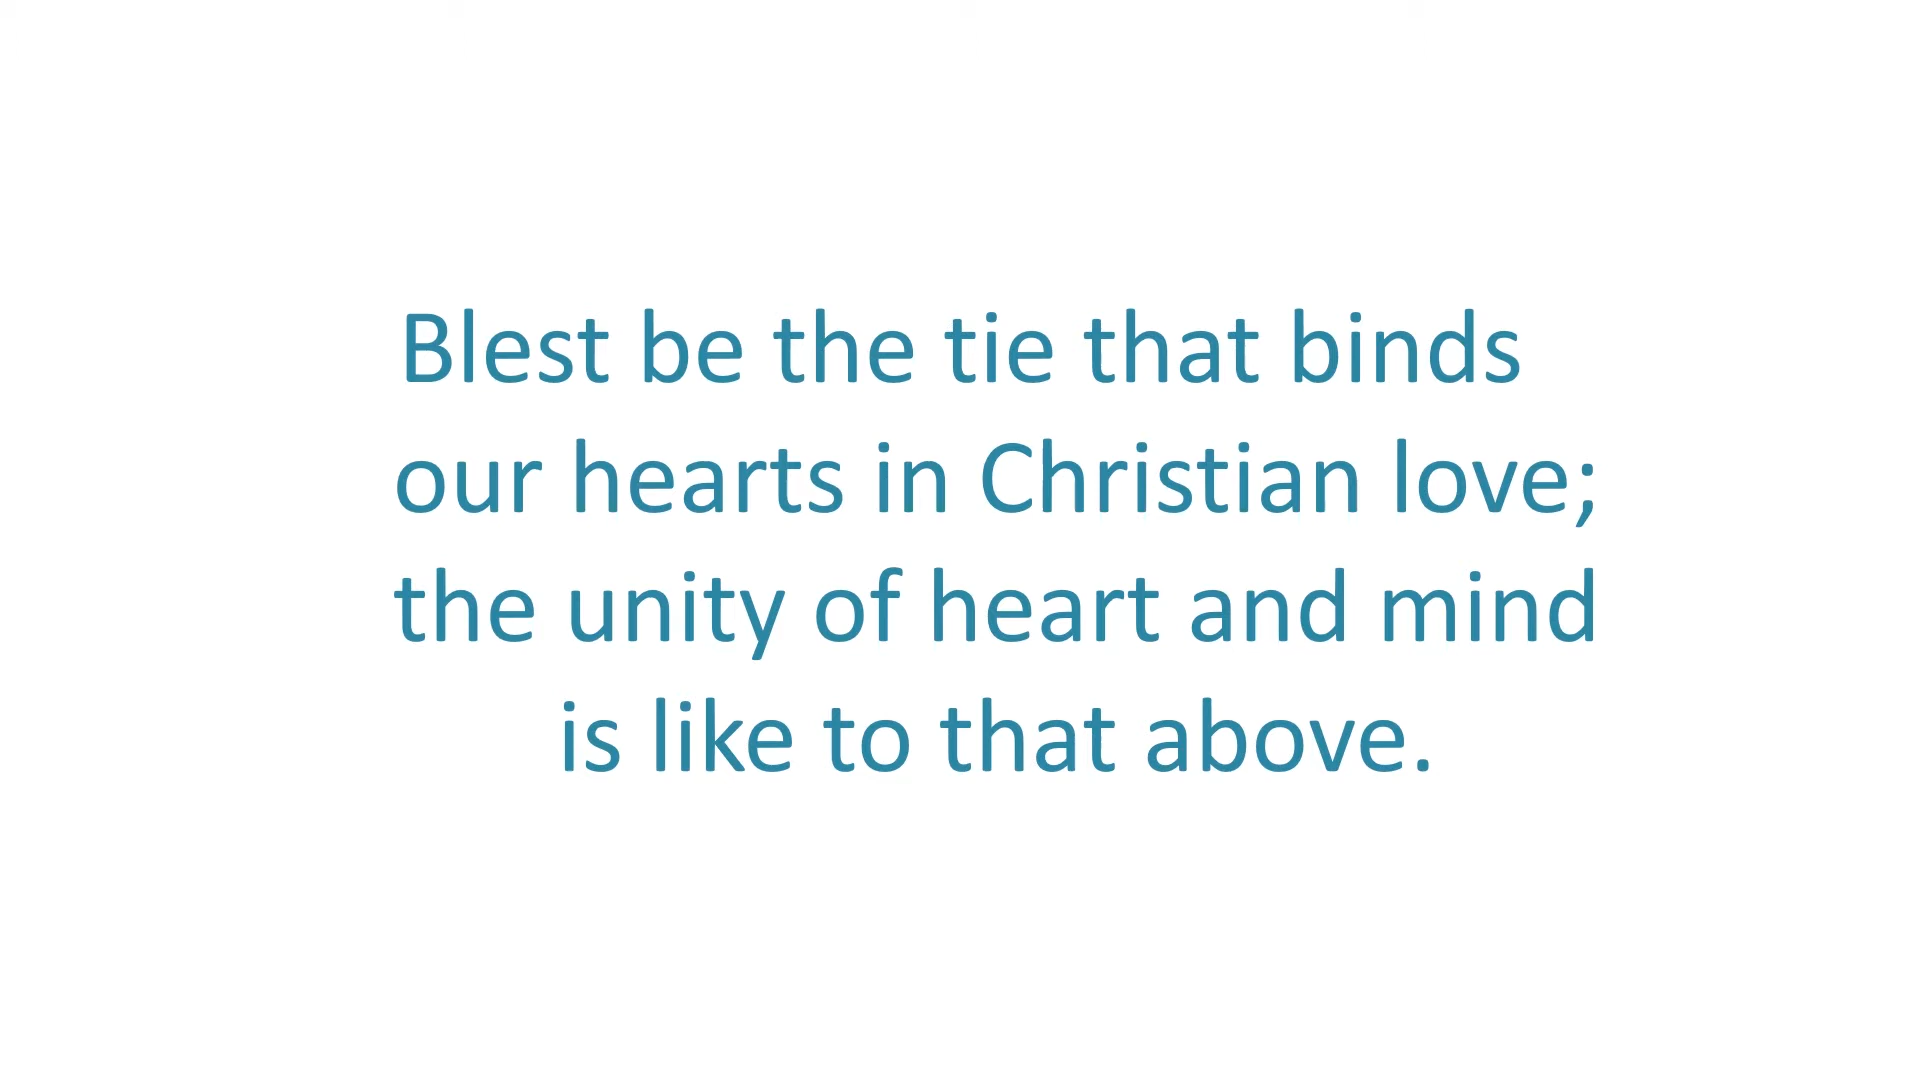 Blest be the tie that binds
our hearts in Christian love;
the unity of heart and mind
is like to that above.